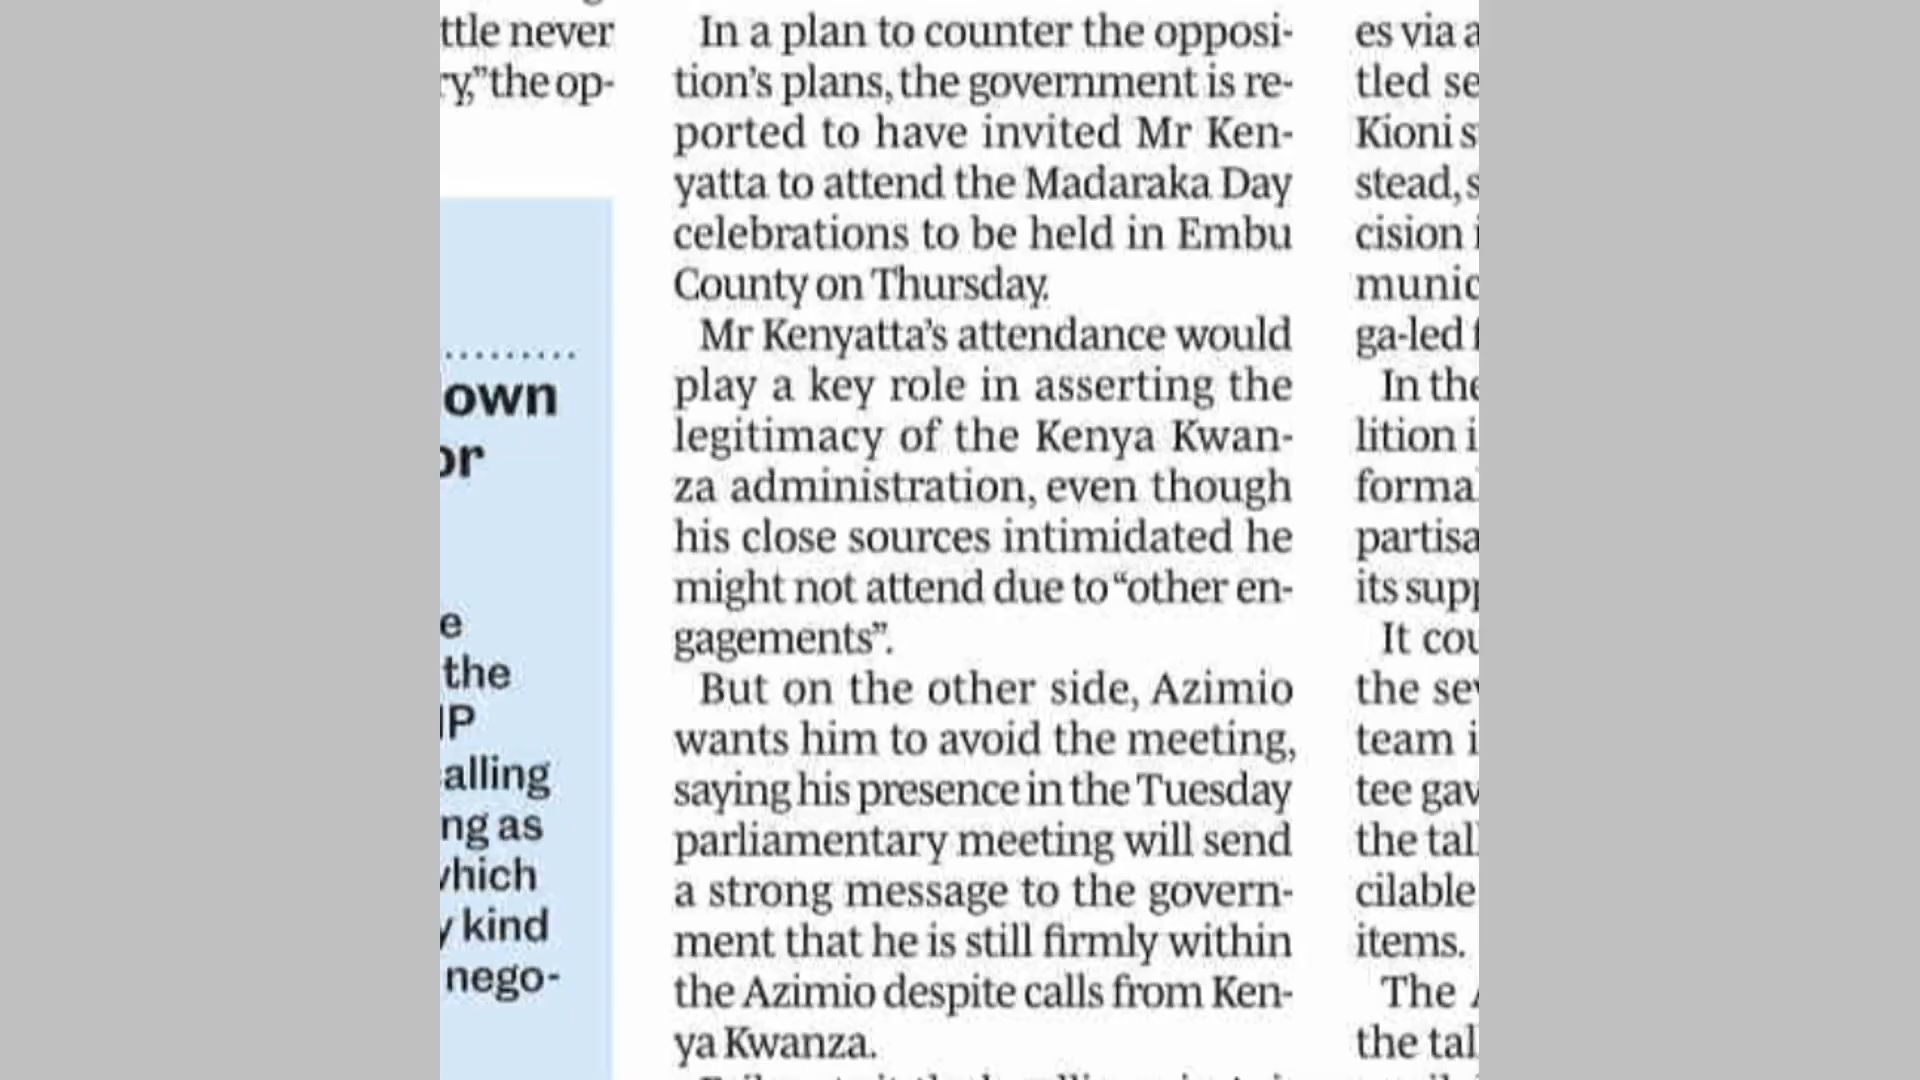 ttle never
ry,” the op-
own
or
e
the
alling
ng as
which
kind
nego-
In a plan to counter the opposi-
tion’s plans, the government is re-
ported to have invited Mr Ken-
yatta to attend the Madaraka Day
celebrations to be held in Embu
County on Thursday.
Mr Kenyatta’s attendance would
play a key role in asserting the
legitimacy of the Kenya Kwan-
za administration, even though
his close sources intimidated he
might not attend due to “other en-
gagements”.
But on the other side, Azimio
wants him to avoid the meeting,
saying his presence in the Tuesday
parliamentary meeting will send
a strong message to the govern-
ment that he is still firmly within
the Azimio despite calls from Ken-
ya Kwanza.
es via a
tled se
Kioni s
stead, s
cision i
munic
ga-led
In the
lition i
forma
partisa
its supp
It cou
the sev
team i
tee gav
the tal
cilable
items.
The
the tal